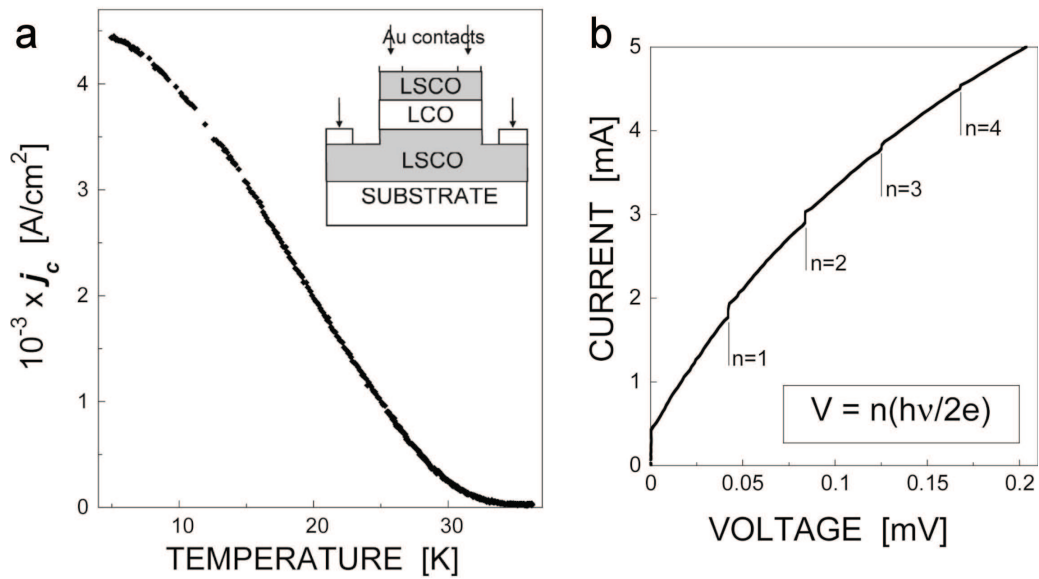 a
Au contacts
LSCO
LCO
LSCO
SUBSTRATE
10⁻³ x j_c [A/cm²]
4
3
2
1
0
10
20
30
TEMPERATURE [K]
b
CURRENT [mA]
5
4
3
2
1
0
n=4
n=3
n=2
n=1
V = n(hν/2e)
0
0.05
0.1
0.15
0.2
VOLTAGE [mV]